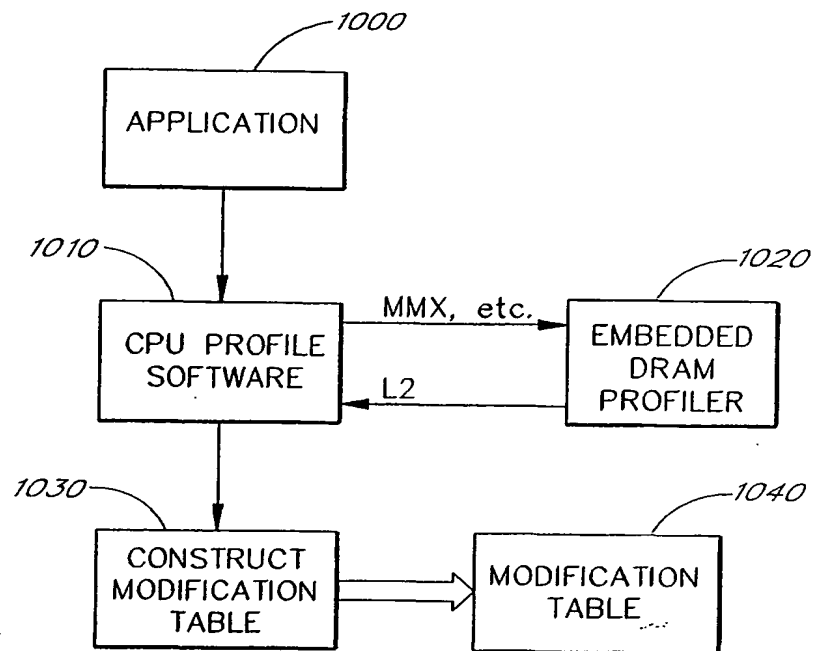 1000
APPLICATION
1010
1020
CPU PROFILE
SOFTWARE
MMX, etc.
L2
EMBEDDED
DRAM
PROFILER
1030
1040
CONSTRUCT
MODIFICATION
TABLE
MODIFICATION
TABLE